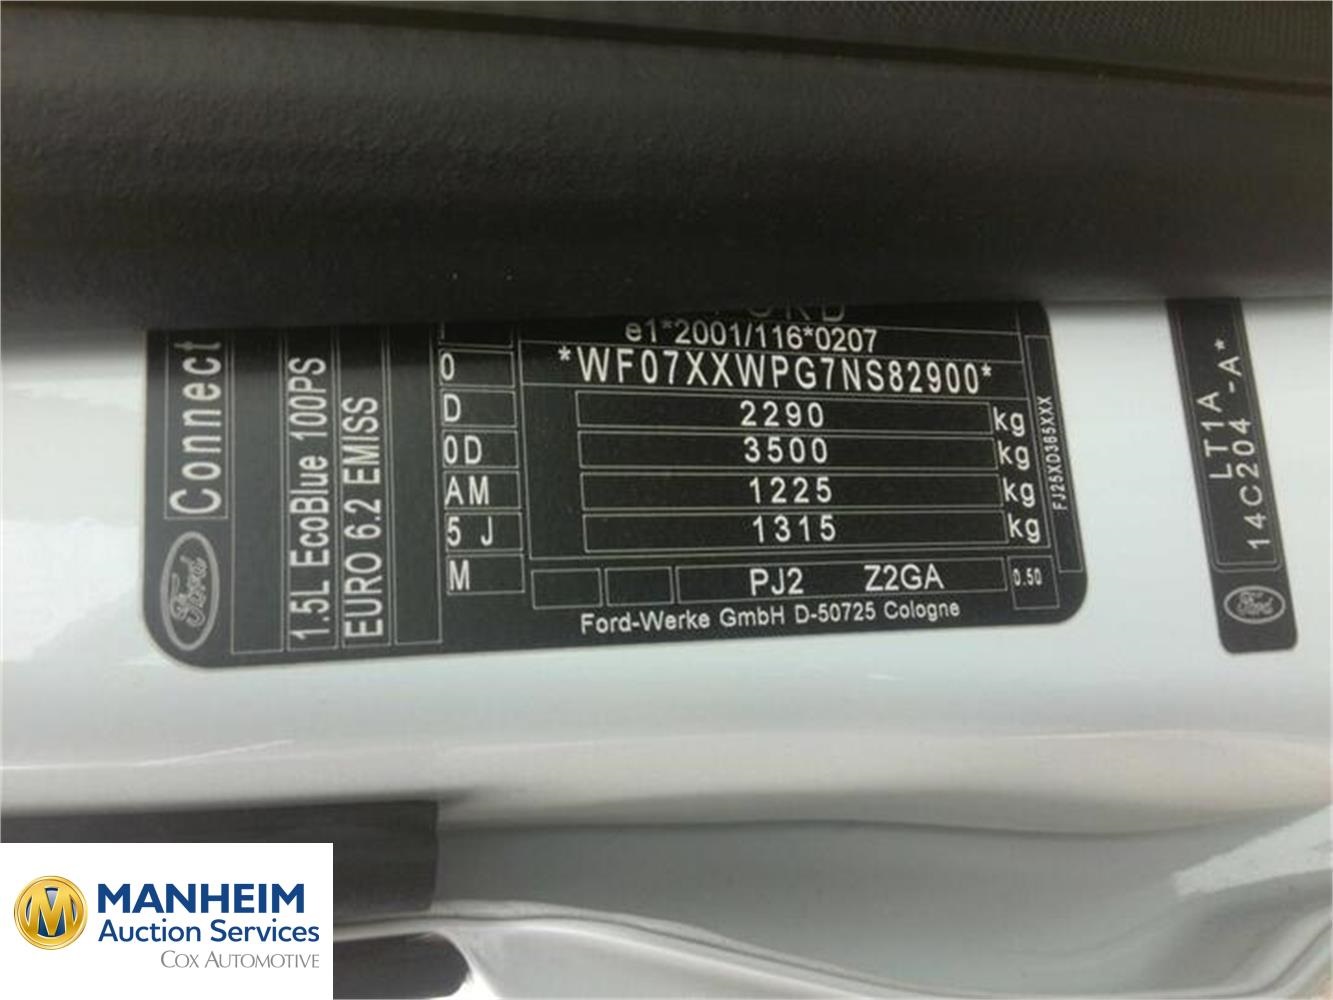 e1*2001/116*0207
*WF07XXWPG7NS82900*
0
D 2290 kg
0D 3500 kg
AM 1225 kg
5 J 1315 kg
M PJ2 Z2GA 0.50
Ford-Werke GmbH D-50725 Cologne
FJ25XD365XXX
Connect
Ford
1.5L EcoBlue 100PS
EURO 6.2 EMISS
LT1A
14C204 -A*
Ford
MANHEIM
Auction Services
COX AUTOMOTIVE